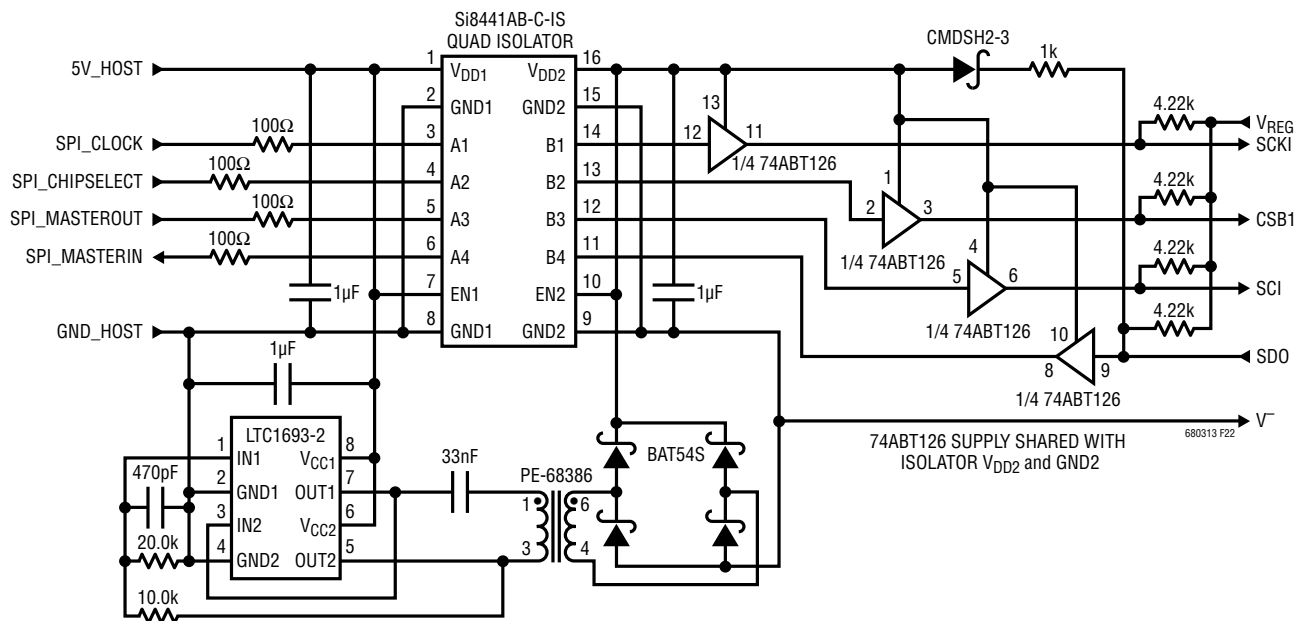 Si8441AB-C-IS
QUAD ISOLATOR
CMDSH2-3
1k
5V_HOST
1
VDD1
VDD2
16
2
GND1
GND2
15
13
4.22k
VREG
SPI_CLOCK
100Ω
3
A1
B1
14
12
11
SCKI
1/4 74ABT126
SPI_CHIPSELECT
100Ω
4
A2
B2
13
1
4.22k
SPI_MASTEROUT
100Ω
5
A3
B3
12
2
3
CSB1
SPI_MASTERIN
100Ω
6
A4
B4
11
1/4 74ABT126
4
4.22k
1µF
7
EN1
EN2
10
1µF
5
6
SCI
GND_HOST
8
GND1
GND2
9
1/4 74ABT126
10
4.22k
8
9
SDO
1/4 74ABT126
1µF
V–
680313 F22
74ABT126 SUPPLY SHARED WITH
ISOLATOR VDD2 and GND2
LTC1693-2
1
IN1
VCC1
8
470pF
2
GND1
OUT1
7
3
IN2
VCC2
6
20.0k
4
GND2
OUT2
5
10.0k
33nF
PE-68386
1
6
3
4
BAT54S